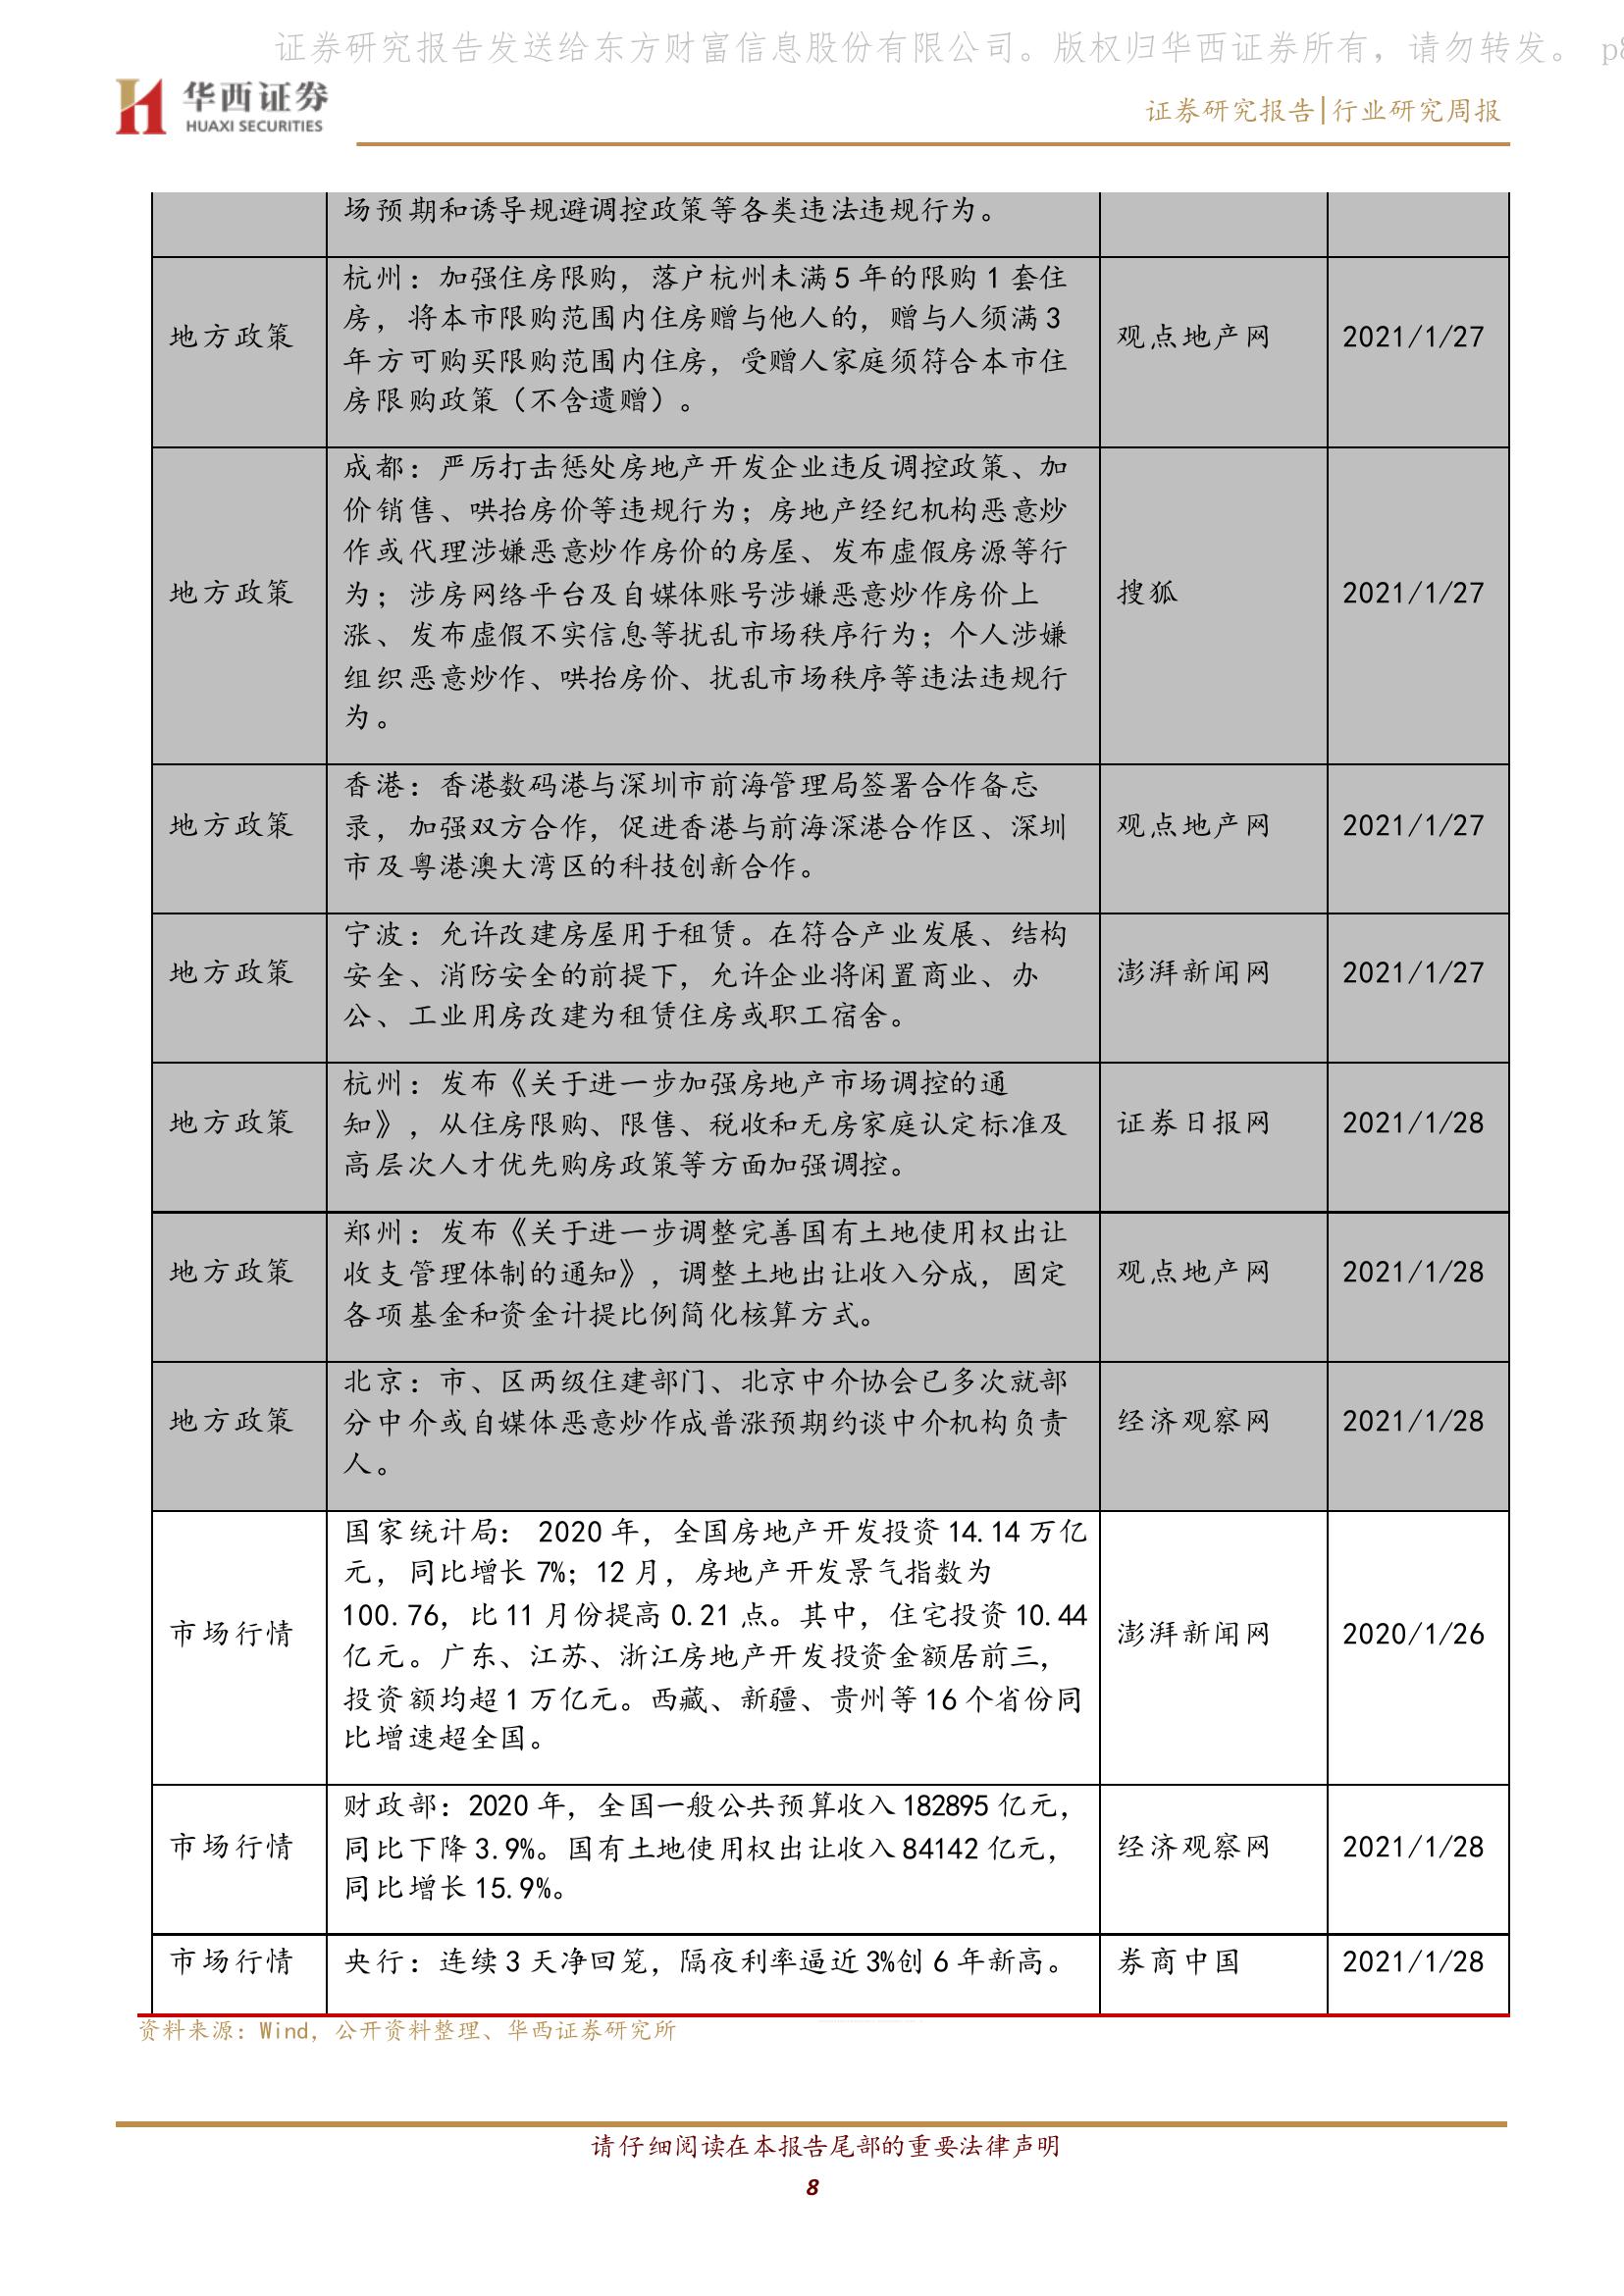 证券研究报告发送给东方财富信息股份有限公司。版权归华西证券所有，请勿转发。 p8
华西证券
HUAXI SECURITIES
证券研究报告|行业研究周报
场预期和诱导规避调控政策等各类违法违规行为。
地方政策
杭州：加强住房限购，落户杭州未满 5 年的限购 1 套住
房，将本市限购范围内住房赠与他人的，赠与人须满 3
年方可购买限购范围内住房，受赠人家庭须符合本市住
房限购政策（不含遗赠）。
观点地产网
2021/1/27
地方政策
成都：严厉打击惩处房地产开发企业违反调控政策、加
价销售、哄抬房价等违规行为；房地产经纪机构恶意炒
作或代理涉嫌恶意炒作房价的房屋、发布虚假房源等行
为；涉房网络平台及自媒体账号涉嫌恶意炒作房价上
涨、发布虚假不实信息等扰乱市场秩序行为；个人涉嫌
组织恶意炒作、哄抬房价、扰乱市场秩序等违法违规行
为。
搜狐
2021/1/27
地方政策
香港：香港数码港与深圳市前海管理局签署合作备忘
录，加强双方合作，促进香港与前海深港合作区、深圳
市及粤港澳大湾区的科技创新合作。
观点地产网
2021/1/27
地方政策
宁波：允许改建房屋用于租赁。在符合产业发展、结构
安全、消防安全的前提下，允许企业将闲置商业、办
公、工业用房改建为租赁住房或职工宿舍。
澎湃新闻网
2021/1/27
地方政策
杭州：发布《关于进一步加强房地产市场调控的通
知》，从住房限购、限售、税收和无房家庭认定标准及
高层次人才优先购房政策等方面加强调控。
证券日报网
2021/1/28
地方政策
郑州：发布《关于进一步调整完善国有土地使用权出让
收支管理体制的通知》，调整土地出让收入分成，固定
各项基金和资金计提比例简化核算方式。
观点地产网
2021/1/28
地方政策
北京：市、区两级住建部门、北京中介协会已多次就部
分中介或自媒体恶意炒作成普涨预期约谈中介机构负责
人。
经济观察网
2021/1/28
市场行情
国家统计局： 2020 年，全国房地产开发投资 14.14 万亿
元，同比增长 7%；12 月，房地产开发景气指数为
100.76，比 11 月份提高 0.21 点。其中，住宅投资 10.44
亿元。广东、江苏、浙江房地产开发投资金额居前三，
投资额均超 1 万亿元。西藏、新疆、贵州等 16 个省份同
比增速超全国。
澎湃新闻网
2020/1/26
市场行情
财政部：2020 年，全国一般公共预算收入 182895 亿元，
同比下降 3.9%。国有土地使用权出让收入 84142 亿元，
同比增长 15.9%。
经济观察网
2021/1/28
市场行情
央行：连续 3 天净回笼，隔夜利率逼近 3%创 6 年新高。
券商中国
2021/1/28
资料来源：Wind，公开资料整理、华西证券研究所
请仔细阅读在本报告尾部的重要法律声明
8